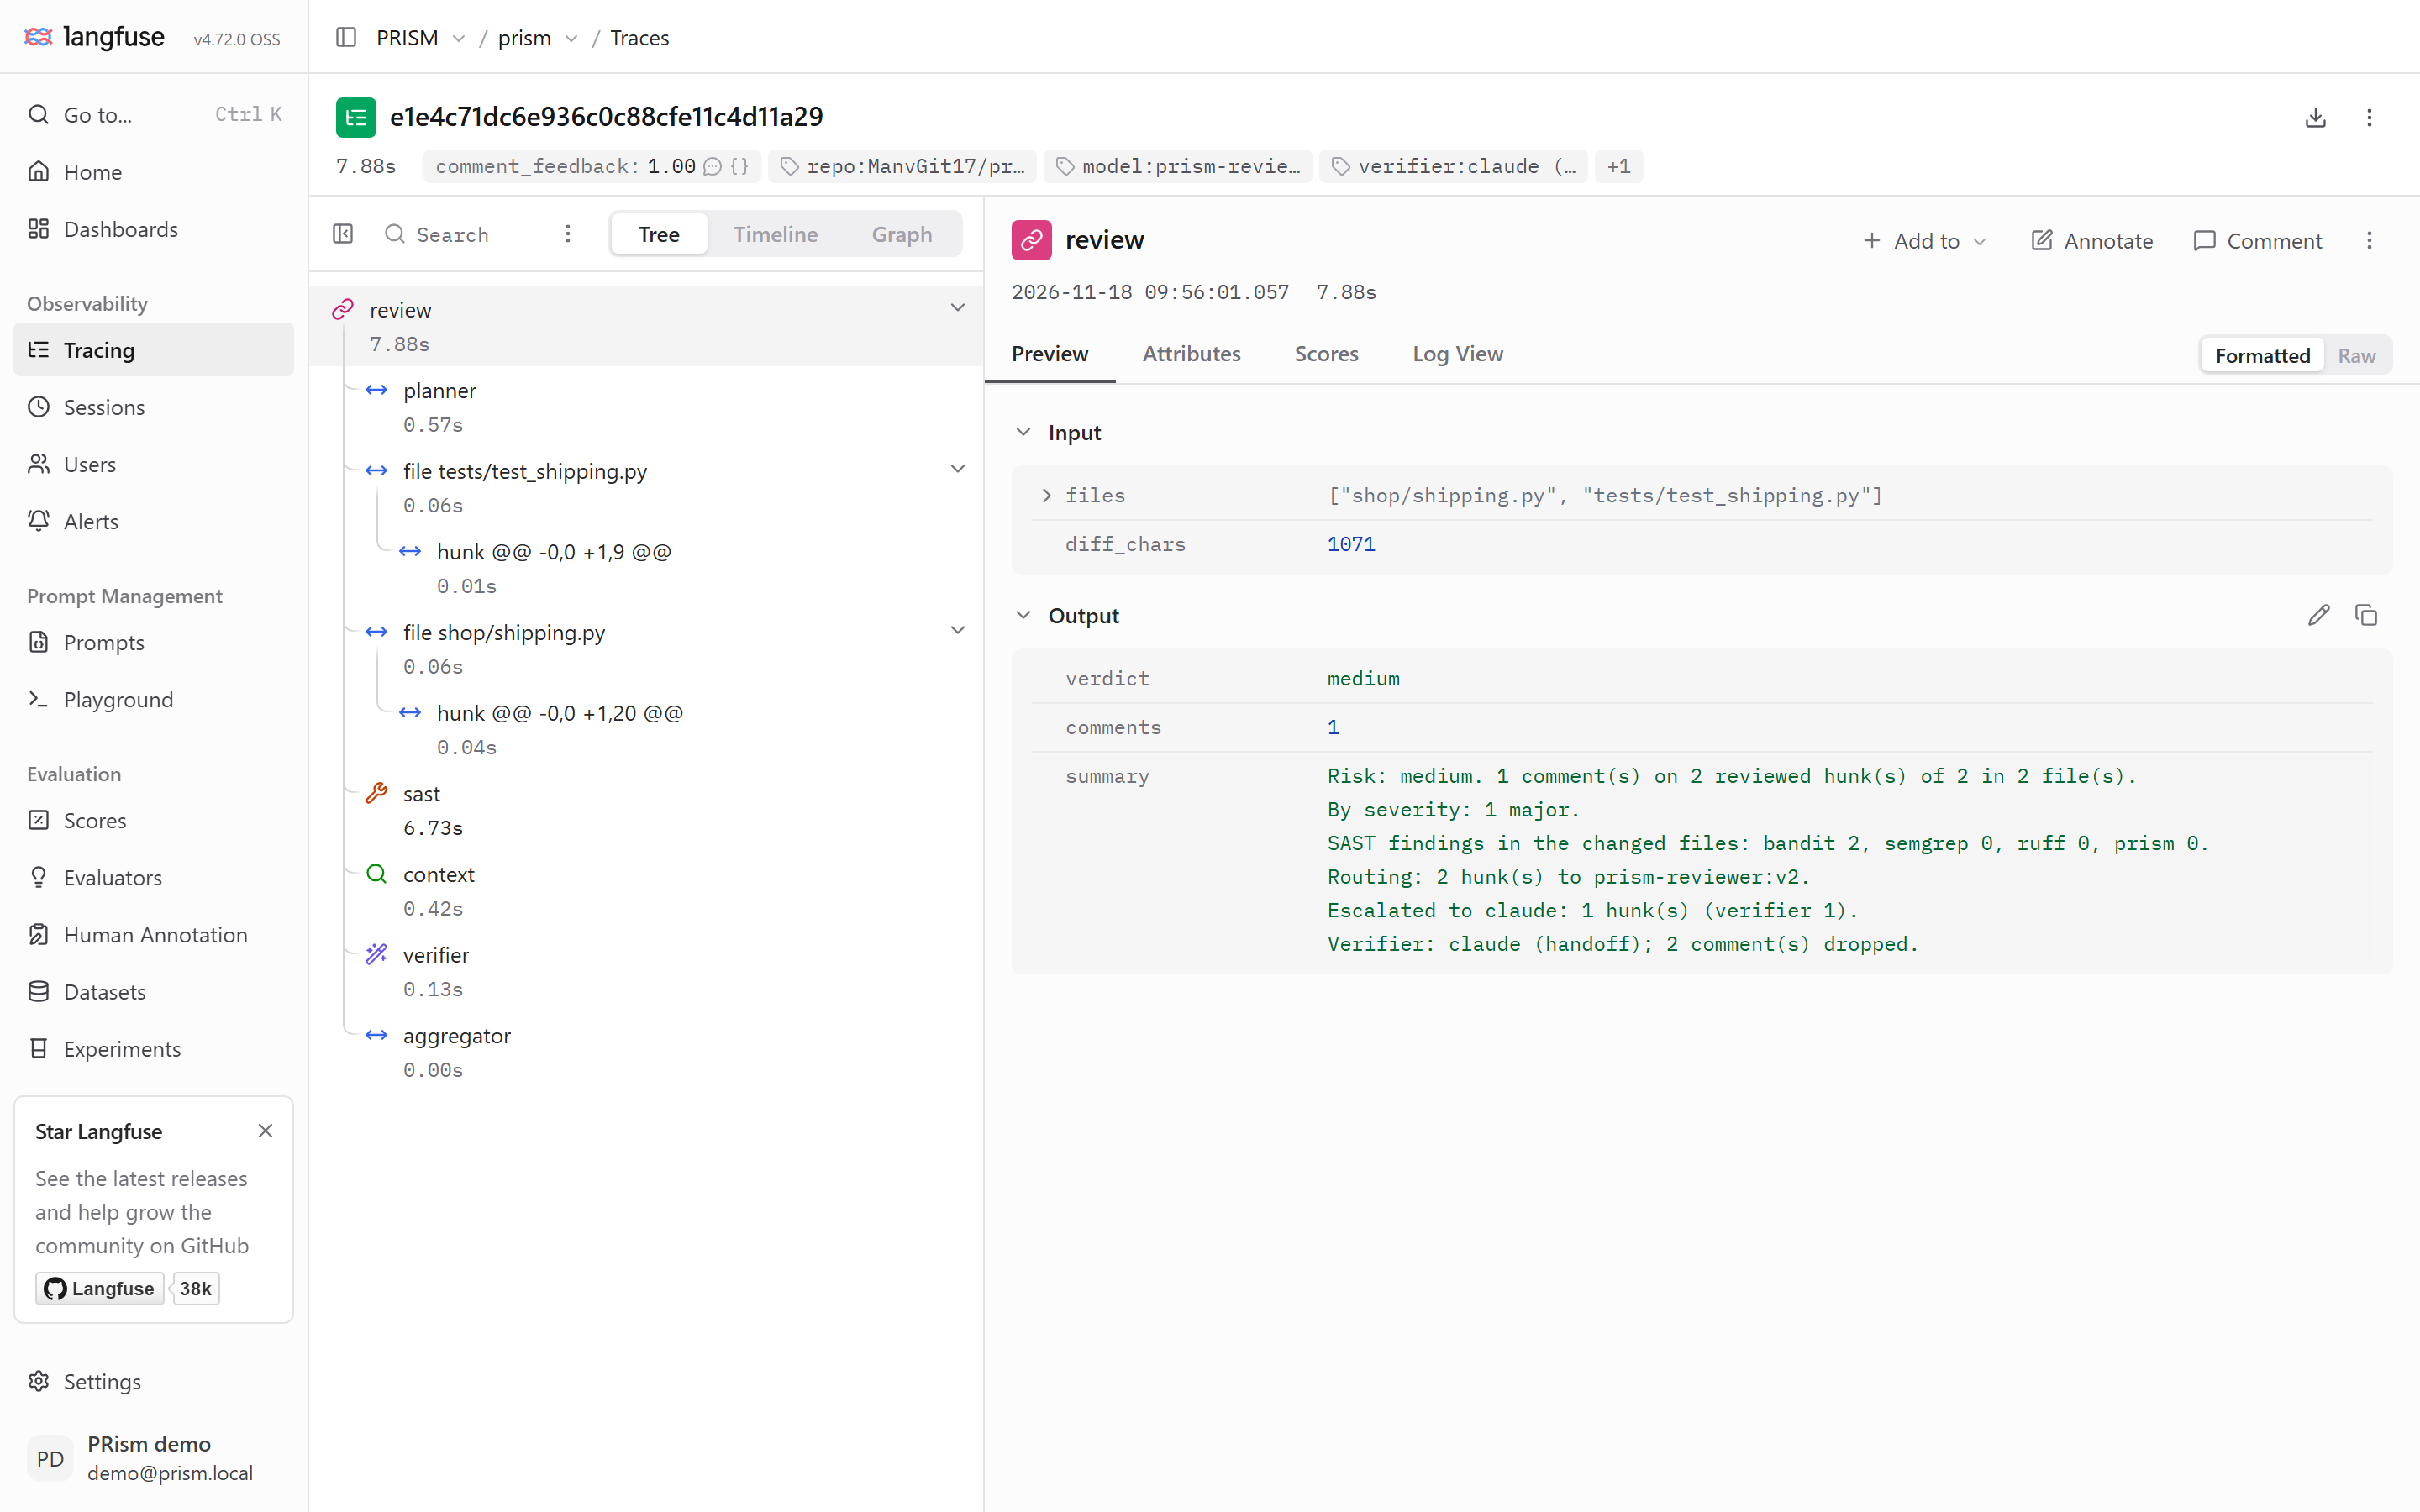 langfuse v4.72.0 OSS
Go to... Ctrl K
Home
Dashboards
Observability
Tracing
Sessions
Users
Alerts
Prompt Management
Prompts
Playground
Evaluation
Scores
Evaluators
Human Annotation
Datasets
Experiments
Star Langfuse
See the latest releases
and help grow the
community on GitHub
Langfuse 38k
Settings
PD
PRism demo
demo@prism.local
PRISM / prism / Traces
e1e4c71dc6e936c0c88cfe11c4d11a29
7.88s comment_feedback: 1.00 {} repo:ManvGit17/pr… model:prism-revie… verifier:claude (… +1
Search Tree Timeline Graph
review
7.88s
planner
0.57s
file tests/test_shipping.py
0.06s
hunk @@ -0,0 +1,9 @@
0.01s
file shop/shipping.py
0.06s
hunk @@ -0,0 +1,20 @@
0.04s
sast
6.73s
context
0.42s
verifier
0.13s
aggregator
0.00s
review
Add to Annotate Comment
2026-11-18 09:56:01.057 7.88s
Preview Attributes Scores Log View Formatted Raw
Input
files ["shop/shipping.py", "tests/test_shipping.py"]
diff_chars 1071
Output
verdict medium
comments 1
summary Risk: medium. 1 comment(s) on 2 reviewed hunk(s) of 2 in 2 file(s).
By severity: 1 major.
SAST findings in the changed files: bandit 2, semgrep 0, ruff 0, prism 0.
Routing: 2 hunk(s) to prism-reviewer:v2.
Escalated to claude: 1 hunk(s) (verifier 1).
Verifier: claude (handoff); 2 comment(s) dropped.